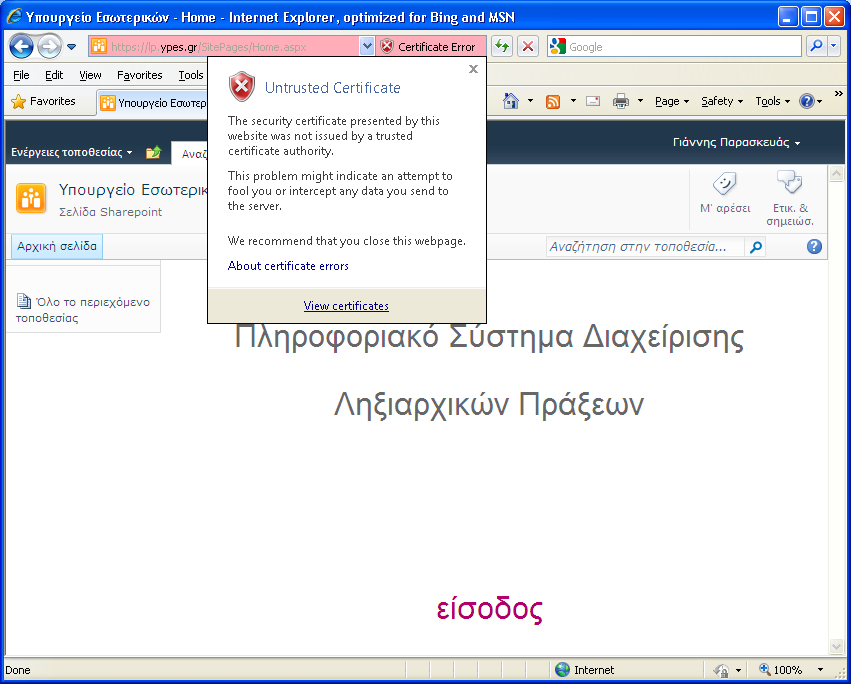 Υπουργείο Εσωτερικών - Home - Internet Explorer, optimized for Bing and MSN
https://lp.ypes.gr/SitePages/Home.aspx
Certificate Error
Google
File Edit View Favorites Tools
Favorites
Υπουργείο Εσωτερ
Page Safety Tools
Untrusted Certificate
The security certificate presented by this
website was not issued by a trusted
certificate authority.
This problem might indicate an attempt to
fool you or intercept any data you send to
the server.
We recommend that you close this webpage.
About certificate errors
View certificates
Ενέργειες τοποθεσίας
Αναζ
Γιάννης Παρασκευάς
Υπουργείο Εσωτερικ
Σελίδα Sharepoint
Μ' αρέσει
Ετικ. &
σημειώσ.
Αρχική σελίδα
Αναζήτηση στην τοποθεσία...
Όλο το περιεχόμενο
τοποθεσίας
Πληροφοριακό Σύστημα Διαχείρισης
Ληξιαρχικών Πράξεων
είσοδος
Done
Internet
100%